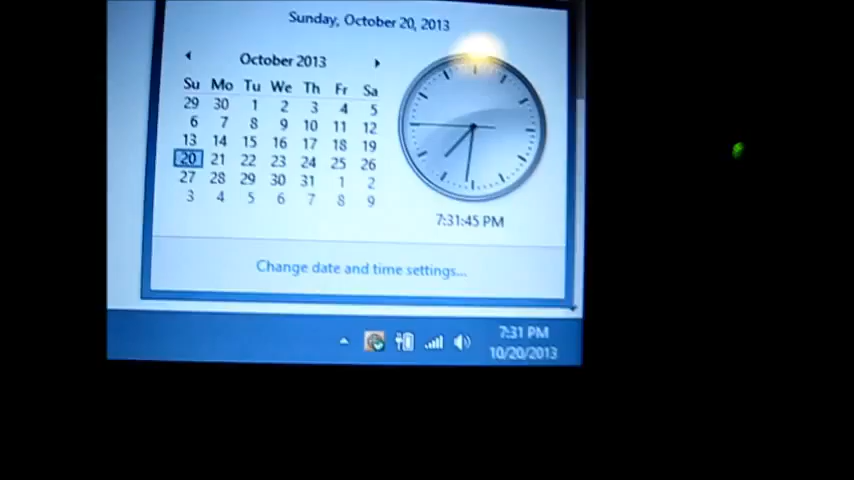 Sunday, October 20, 2013
October 2013
Su Mo Tu We Th Fr Sa
29 30 1 2 3 4 5
6 7 8 9 10 11 12
13 14 15 16 17 18 19
20 21 22 23 24 25 26
27 28 29 30 31 1 2
3 4 5 6 7 8 9
7:31:45 PM
Change date and time settings...
7:31 PM
10/20/2013